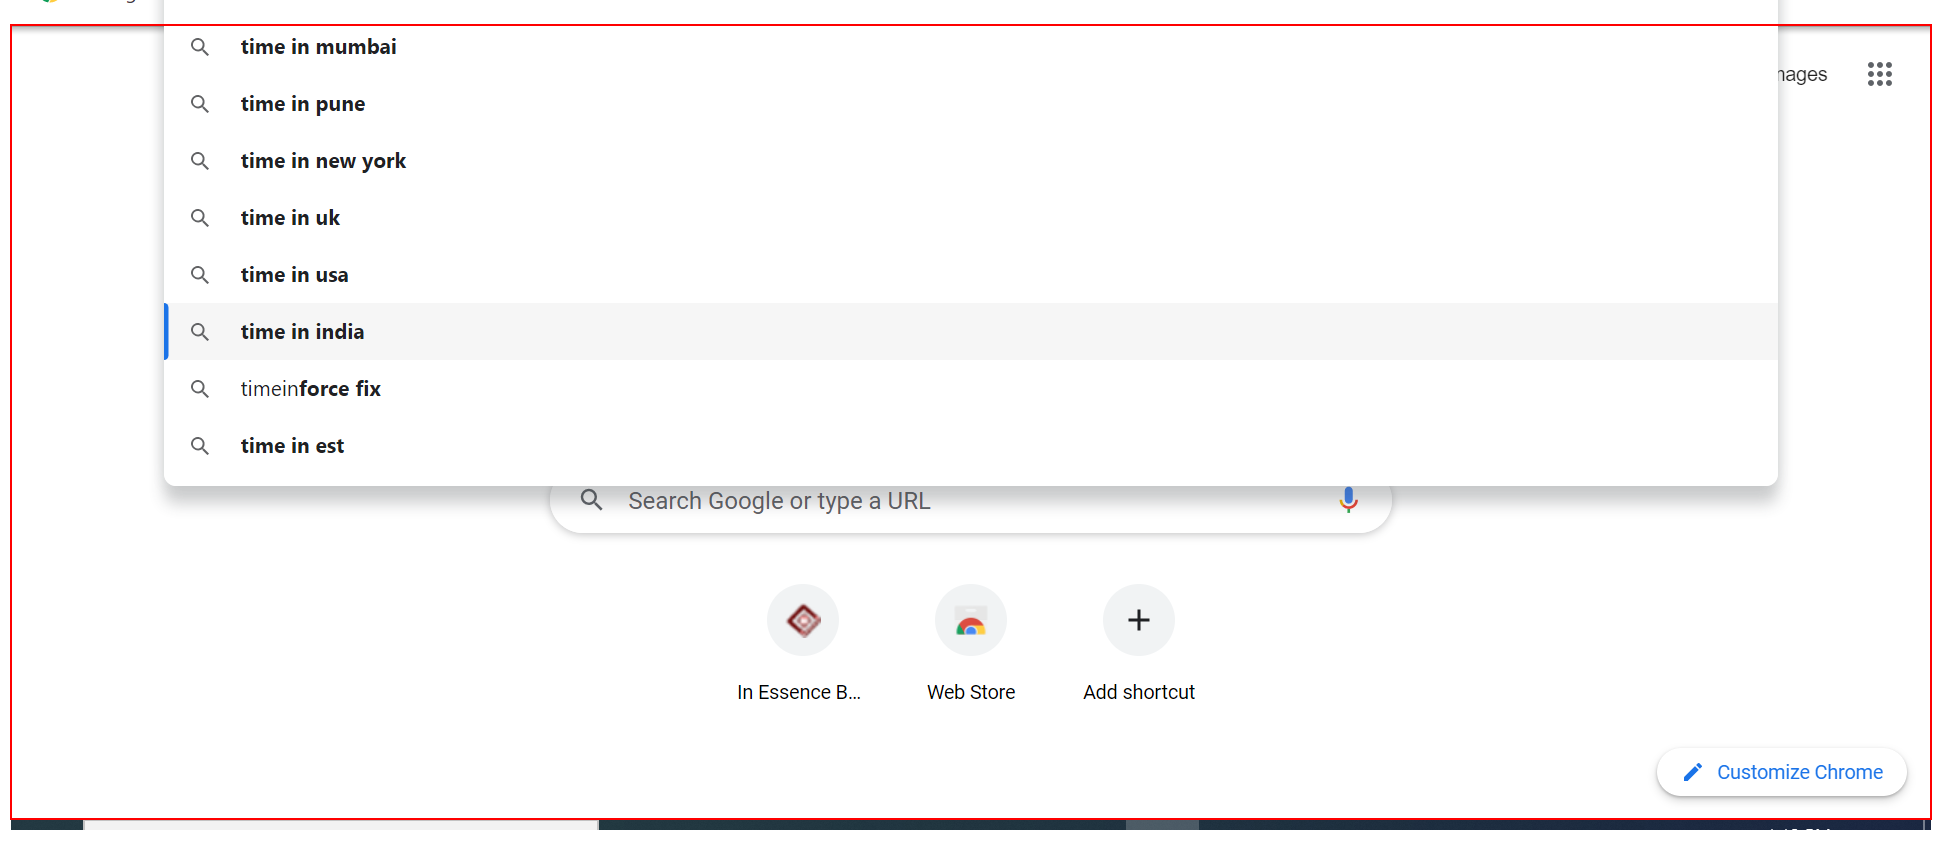 time in mumbai
time in pune
time in new york
time in uk
time in usa
time in india
timeinforce fix
time in est
Search Google or type a URL
In Essence B...
Web Store
Add shortcut
Customize Chrome